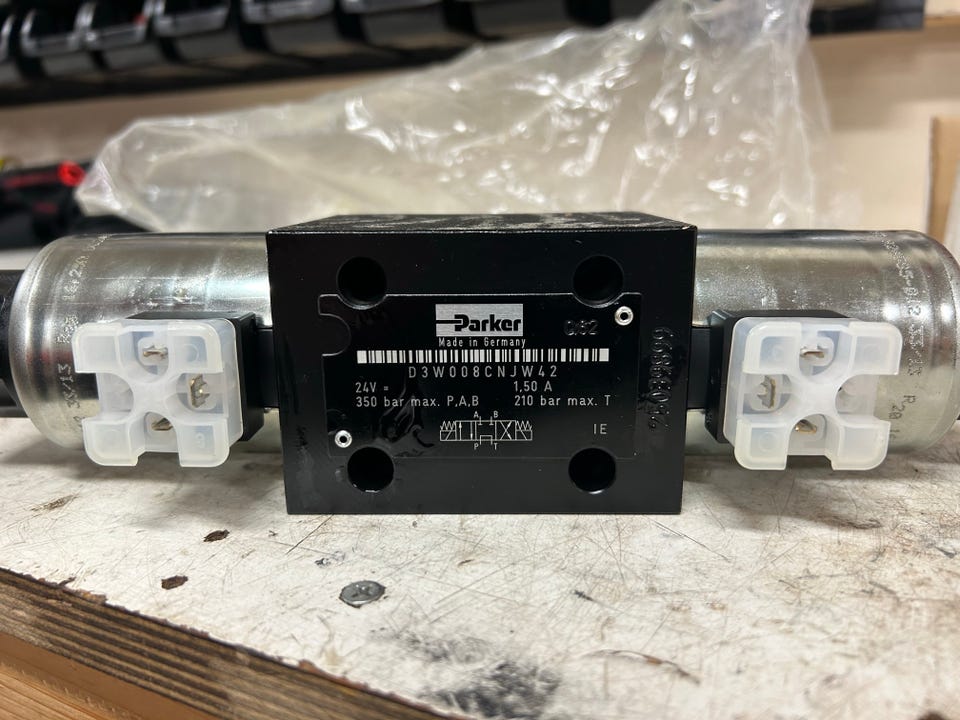 Parker
Made in Germany
D3W008CNJW42
24V = 1,50 A
350 bar max. P,A,B 210 bar max. T
A B
P T
IE